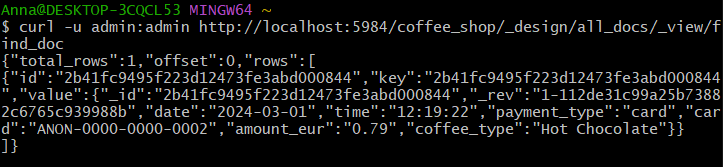 Anna@DESKTOP-3CQCL53 MINGW64 ~
$ curl -u admin:admin http://localhost:5984/coffee_shop/_design/all_docs/_view/f
ind_doc
{"total_rows":1,"offset":0,"rows":[
{"id":"2b41fc9495f223d12473fe3abd000844","key":"2b41fc9495f223d12473fe3abd000844
","value":{"_id":"2b41fc9495f223d12473fe3abd000844","_rev":"1-112de31c99a25b7388
2c6765c939988b","date":"2024-03-01","time":"12:19:22","payment_type":"card","car
d":"ANON-0000-0000-0002","amount_eur":"0.79","coffee_type":"Hot Chocolate"}}
]}